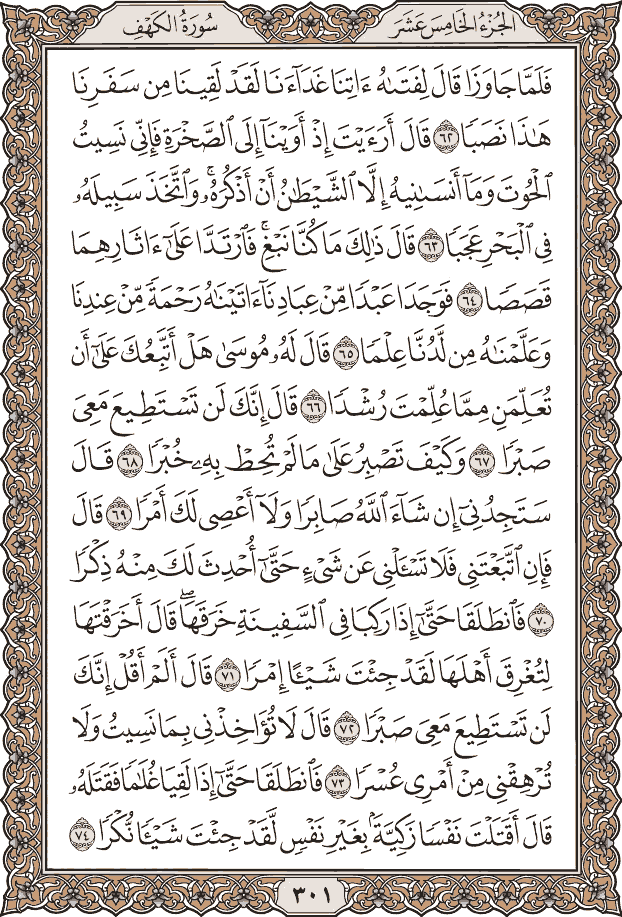 الجُزْءُ الخَامِسَ عَشَرَ
سُورَةُ الكَهْفِ
فَلَمَّا جَاوَزَا قَالَ لِفَتَىٰهُ ءَاتِنَا غَدَآءَنَا لَقَدْ لَقِينَا مِن سَفَرِنَا
هَٰذَا نَصَبٗا ٦٢ قَالَ أَرَءَيۡتَ إِذۡ أَوَيۡنَآ إِلَى ٱلصَّخۡرَةِ فَإِنِّي نَسِيتُ
ٱلۡحُوتَ وَمَآ أَنسَىٰنِيهُ إِلَّا ٱلشَّيۡطَٰنُ أَنۡ أَذۡكُرَهُۥۚ وَٱتَّخَذَ سَبِيلَهُۥ
فِي ٱلۡبَحۡرِ عَجَبٗا ٦٣ قَالَ ذَٰلِكَ مَا كُنَّا نَبۡغِۚ فَٱرۡتَدَّا عَلَىٰٓ ءَاثَارِهِمَا
قَصَصٗا ٦٤ فَوَجَدَا عَبۡدٗا مِّنۡ عِبَادِنَآ ءَاتَيۡنَٰهُ رَحۡمَةٗ مِّنۡ عِندِنَا
وَعَلَّمۡنَٰهُ مِن لَّدُنَّا عِلۡمٗا ٦٥ قَالَ لَهُۥ مُوسَىٰ هَلۡ أَتَّبِعُكَ عَلَىٰٓ أَن
تُعَلِّمَنِ مِمَّا عُلِّمۡتَ رُشۡدٗا ٦٦ قَالَ إِنَّكَ لَن تَسۡتَطِيعَ مَعِيَ
صَبۡرٗا ٦٧ وَكَيۡفَ تَصۡبِرُ عَلَىٰ مَا لَمۡ تُحِطۡ بِهِۦ خُبۡرٗا ٦٨ قَالَ
سَتَجِدُنِيٓ إِن شَآءَ ٱللَّهُ صَابِرٗا وَلَآ أَعۡصِي لَكَ أَمۡرٗا ٦٩ قَالَ
فَإِنِ ٱتَّبَعۡتَنِي فَلَا تَسۡـَٔلۡنِي عَن شَيۡءٍ حَتَّىٰٓ أُحۡدِثَ لَكَ مِنۡهُ ذِكۡرٗا
٧٠ فَٱنطَلَقَا حَتَّىٰٓ إِذَا رَكِبَا فِي ٱلسَّفِينَةِ خَرَقَهَاۖ قَالَ أَخَرَقۡتَهَا
لِتُغۡرِقَ أَهۡلَهَا لَقَدۡ جِئۡتَ شَيۡـًٔا إِمۡرٗا ٧١ قَالَ أَلَمۡ أَقُلۡ إِنَّكَ
لَن تَسۡتَطِيعَ مَعِيَ صَبۡرٗا ٧٢ قَالَ لَا تُؤَاخِذۡنِي بِمَا نَسِيتُ وَلَا
تُرۡهِقۡنِي مِنۡ أَمۡرِي عُسۡرٗا ٧٣ فَٱنطَلَقَا حَتَّىٰٓ إِذَا لَقِيَا غُلَٰمٗا فَقَتَلَهُۥ
قَالَ أَقَتَلۡتَ نَفۡسٗا زَكِيَّةَۢ بِغَيۡرِ نَفۡسٖ لَّقَدۡ جِئۡتَ شَيۡـٔٗا نُّكۡرٗا ٧٤
٣٠١